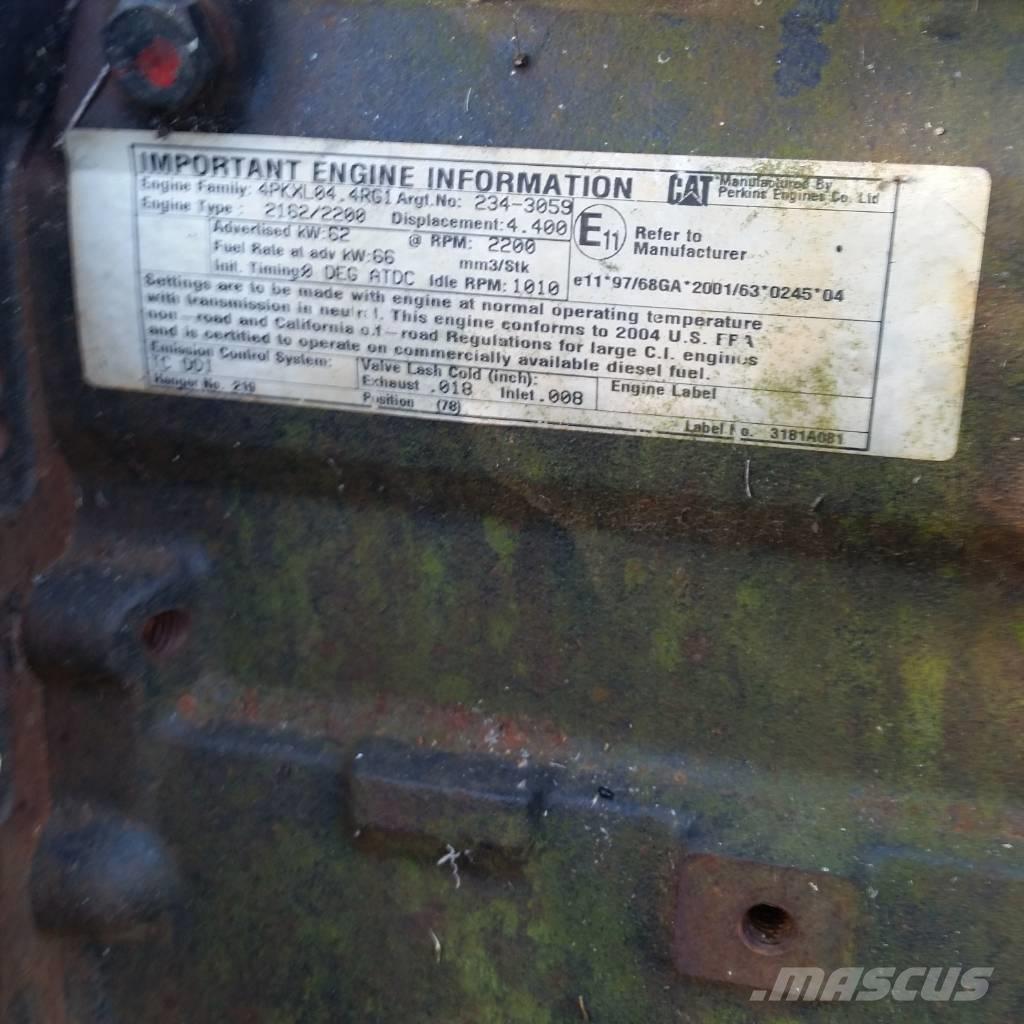 IMPORTANT ENGINE INFORMATION
CAT Manufactured By
Perkins Engines Co. Ltd
Engine Family: 4PKXL04.4RG1 Argt.No: 234-3059
Engine Type : 2162/2200 Displacement:4.400
Advertised kW:62 @ RPM: 2200
Fuel Rate at adv kW:66 mm3/Stk
Init. Timing:0 DEG ATDC Idle RPM:1010
E11 Refer to
Manufacturer
e11*97/68GA*2001/63*0245*04
Settings are to be made with engine at normal operating temperature
with transmission in neutral. This engine conforms to 2004 U.S.
non-road and California off-road Regulations for large C.I. engines
and is certified to operate on commercially available diesel fuel.
Emission Control System:
TC DDI
Valve Lash Cold (inch):
Exhaust .018 Inlet .008
Engine Label
Hanger No. Position (78)
Label No. 3181A081
.MASCUS